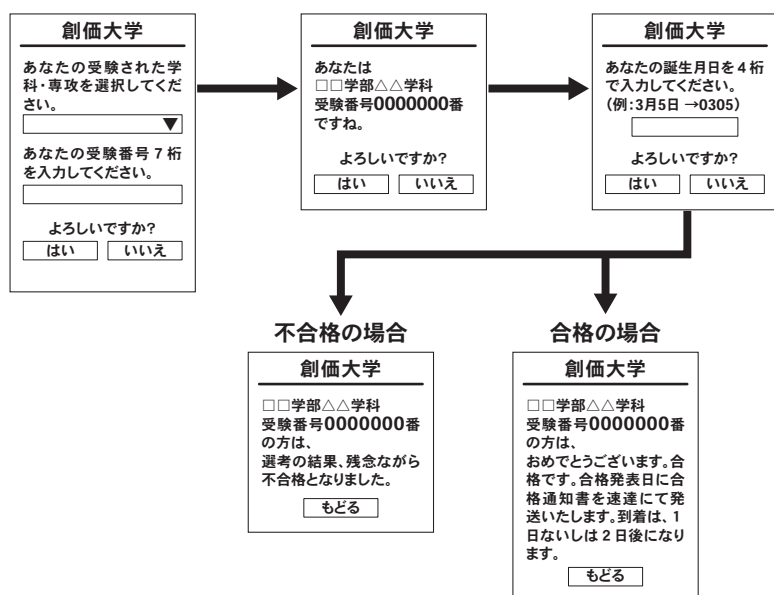 創価大学
あなたの受験された学
科・専攻を選択してくだ
さい。
▼
あなたの受験番号7桁
を入力してください。
よろしいですか?
はい いいえ
創価大学
あなたは
□□学部△△学科
受験番号0000000番
ですね。
よろしいですか?
はい いいえ
創価大学
あなたの誕生月日を4桁
で入力してください。
(例:3月5日→0305)
よろしいですか?
はい いいえ
不合格の場合
創価大学
□□学部△△学科
受験番号0000000番
の方は、
選考の結果、残念ながら
不合格となりました。
もどる
合格の場合
創価大学
□□学部△△学科
受験番号0000000番
の方は、
おめでとうございます。合
格です。合格発表日に合
格通知書を速達にて発
送いたします。到着は、1
日ないしは2日後になり
ます。
もどる